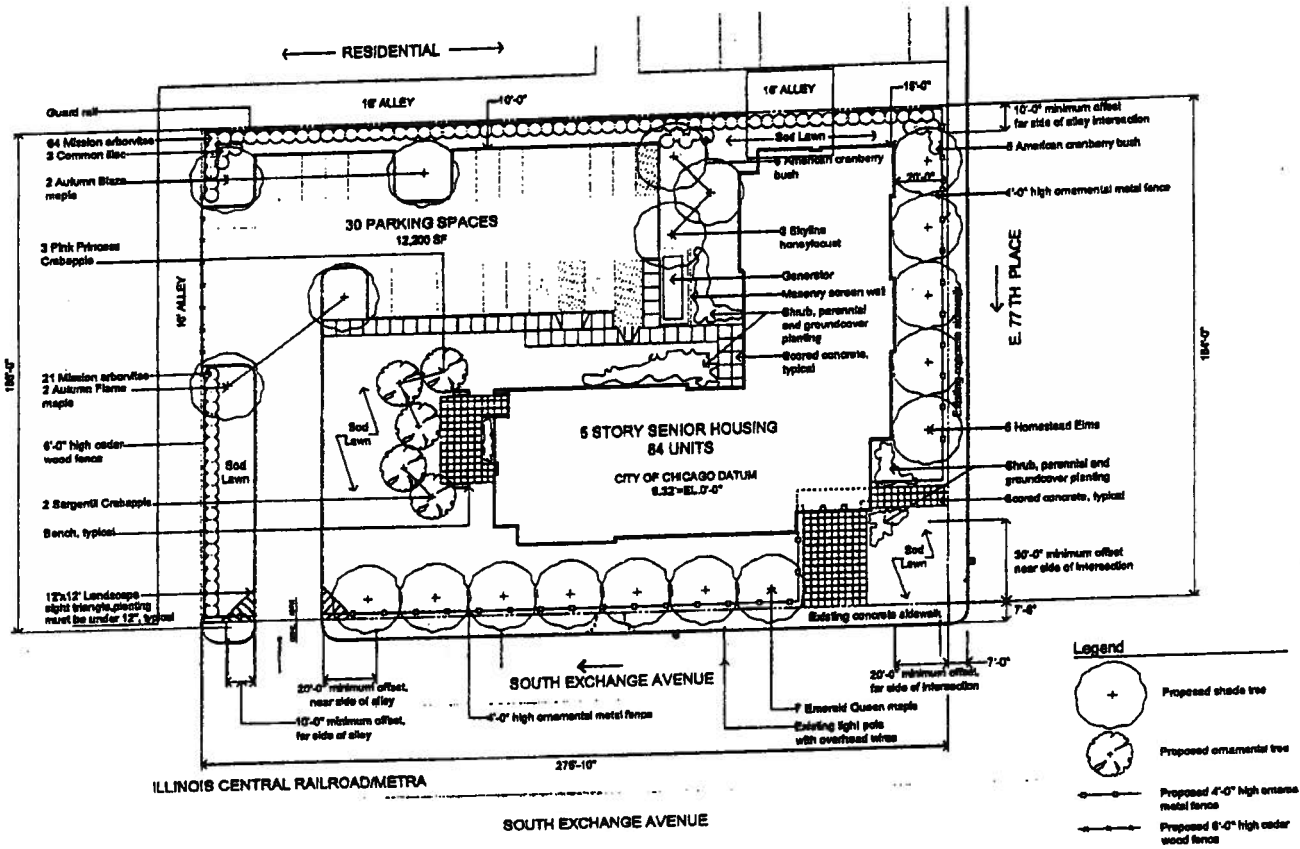 RESIDENTIAL
16' ALLEY
10'-0"
16' ALLEY
15'-0"
Guard rail
64 Mission arborvitae
3 Common lilac
2 Autumn Blaze
maple
3 Pink Princess
Crabapple
16' ALLEY
21 Mission arborvitae
2 Autumn Flame
maple
6'-0" high cedar
wood fence
2 Sargentii Crabapple
Bench, typical
12'x12' Landscape
sight triangle, planting
must be under 12", typical
30 PARKING SPACES
12,200 SF
Sod Lawn
American cranberry
bush
3 Skyline
honeylocust
Generator
Masonry screen wall
Shrub, perennial
and groundcover
planting
Scored concrete,
typical
Sod
Lawn
Sod
Lawn
5 STORY SENIOR HOUSING
84 UNITS
CITY OF CHICAGO DATUM
10'-0" minimum offset
far side of alley intersection
American cranberry bush
20'-0"
4'-0" high ornamental metal fence
E. 77 TH PLACE
Existing concrete sidewalk
184'-0"
Homestead Elms
Shrub, perennial and
groundcover planting
Scored concrete, typical
Sod
Lawn
30'-0" minimum offset
near side of intersection
7'-6"
Existing concrete sidewalk
20'-0" minimum offset,
near side of alley
10'-0" minimum offset,
far side of alley
4'-0" high ornamental metal fence
SOUTH EXCHANGE AVENUE
7 Emerald Queen maple
Existing light pole
with overhead wires
20'-0" minimum offset,
far side of intersection
7'-0"
276'-10"
ILLINOIS CENTRAL RAILROAD/METRA
SOUTH EXCHANGE AVENUE
Legend
Proposed shade tree
Proposed ornamental tree
Proposed 4'-0" high
metal fence
Proposed 6'-0" high cedar
wood fence